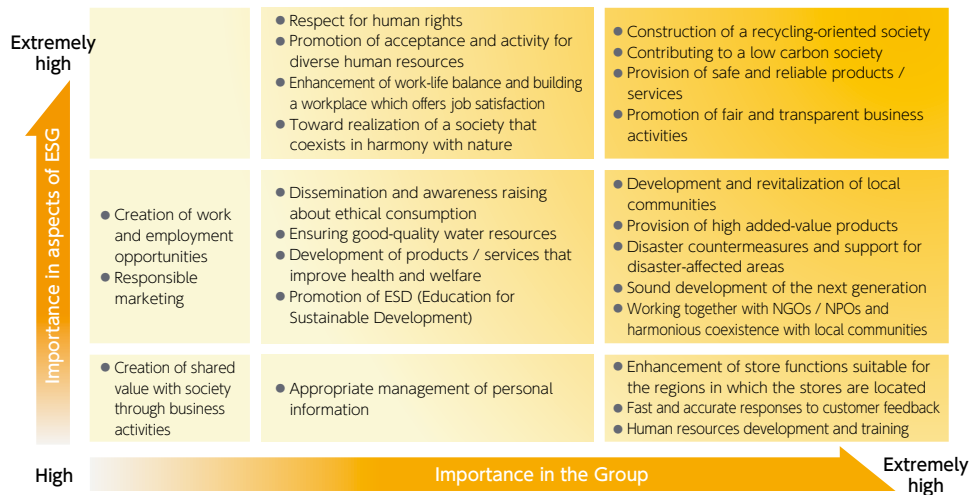 Extremely
high
Importance in aspects of ESG
● Respect for human rights
● Promotion of acceptance and activity for
diverse human resources
● Enhancement of work-life balance and building
a workplace which offers job satisfaction
● Toward realization of a society that
coexists in harmony with nature
● Construction of a recycling-oriented society
● Contributing to a low carbon society
● Provision of safe and reliable products /
services
● Promotion of fair and transparent business
activities
● Creation of work
and employment
opportunities
● Responsible
marketing
● Dissemination and awareness raising
about ethical consumption
● Ensuring good-quality water resources
● Development of products / services that
improve health and welfare
● Promotion of ESD (Education for
Sustainable Development)
● Development and revitalization of local
communities
● Provision of high added-value products
● Disaster countermeasures and support for
disaster-affected areas
● Sound development of the next generation
● Working together with NGOs / NPOs and
harmonious coexistence with local communities
● Creation of shared
value with society
through business
activities
● Appropriate management of personal
information
● Enhancement of store functions suitable for
the regions in which the stores are located
● Fast and accurate responses to customer feedback
● Human resources development and training
High
Importance in the Group
Extremely
high